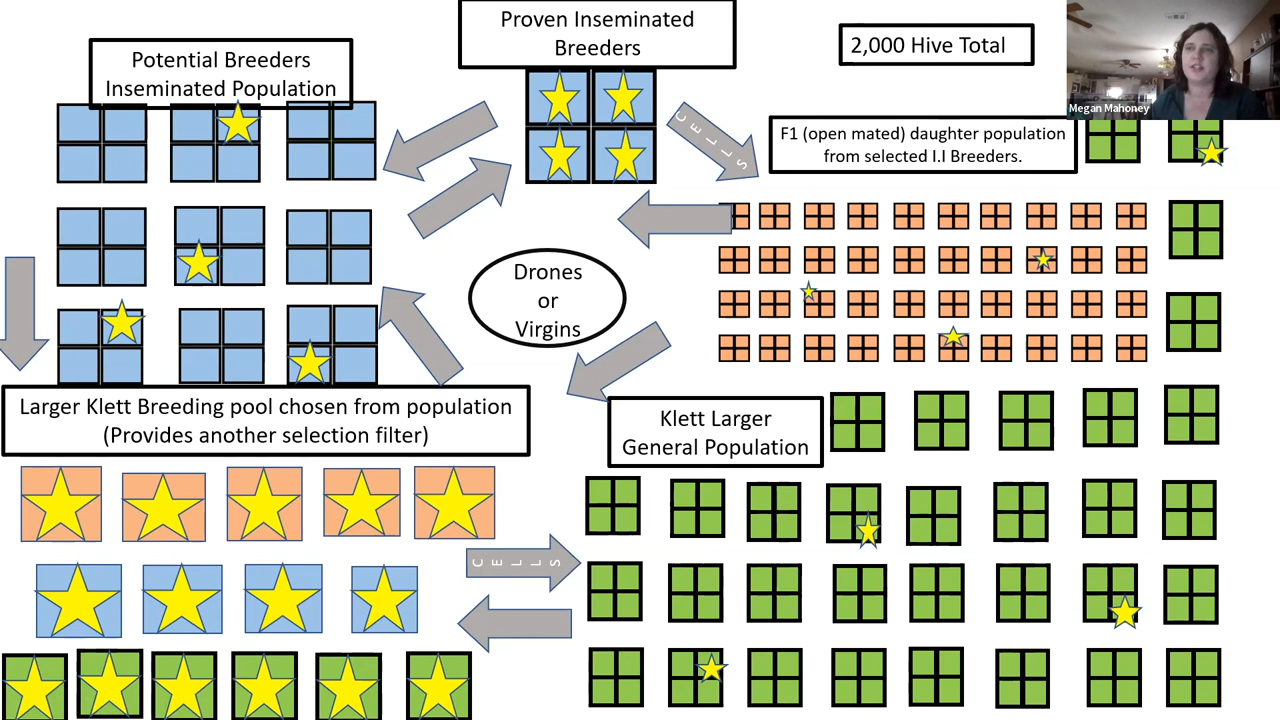 Proven Inseminated
Breeders
2,000 Hive Total
Potential Breeders
Inseminated Population
Megan Mahoney
CELLS
F1 (open mated) daughter population
from selected I.I Breeders.
Drones
or
Virgins
Larger Klett Breeding pool chosen from population
(Provides another selection filter)
Klett Larger
General Population
CELLS